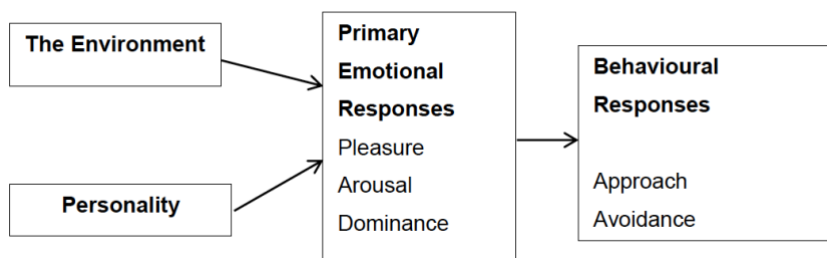 The Environment
Personality
Primary
Emotional
Responses
Pleasure
Arousal
Dominance
Behavioural
Responses
Approach
Avoidance